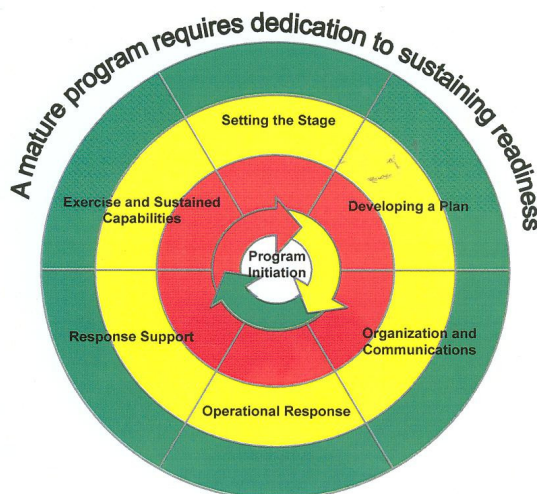 A mature program requires dedication to sustaining readiness
Setting the Stage
Exercise and Sustained
Capabilities
Developing a Plan
Program
Initiation
Response Support
Organization and
Communications
Operational Response